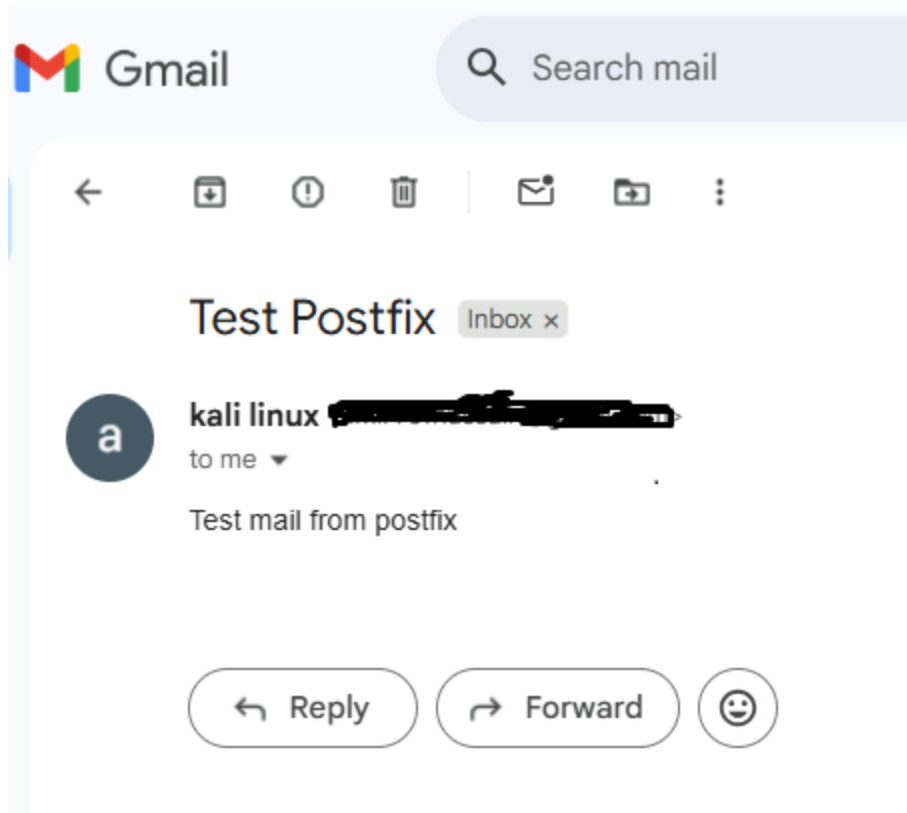 Gmail
Search mail
Test Postfix Inbox ×
a
kali linux
to me
Test mail from postfix
Reply
Forward